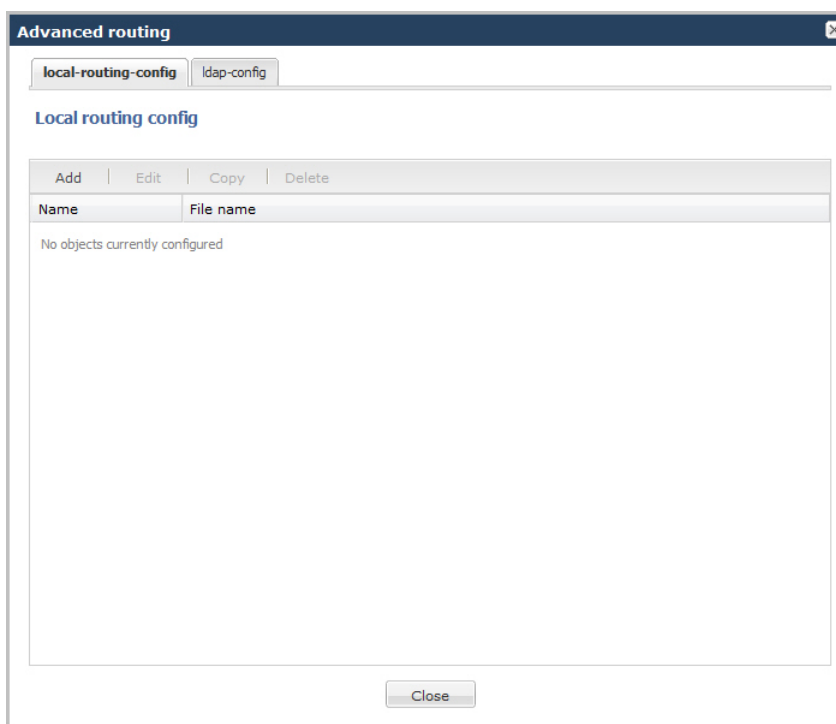 Advanced routing
local-routing-config ldap-config
Local routing config
Add Edit Copy Delete
Name File name
No objects currently configured
Close